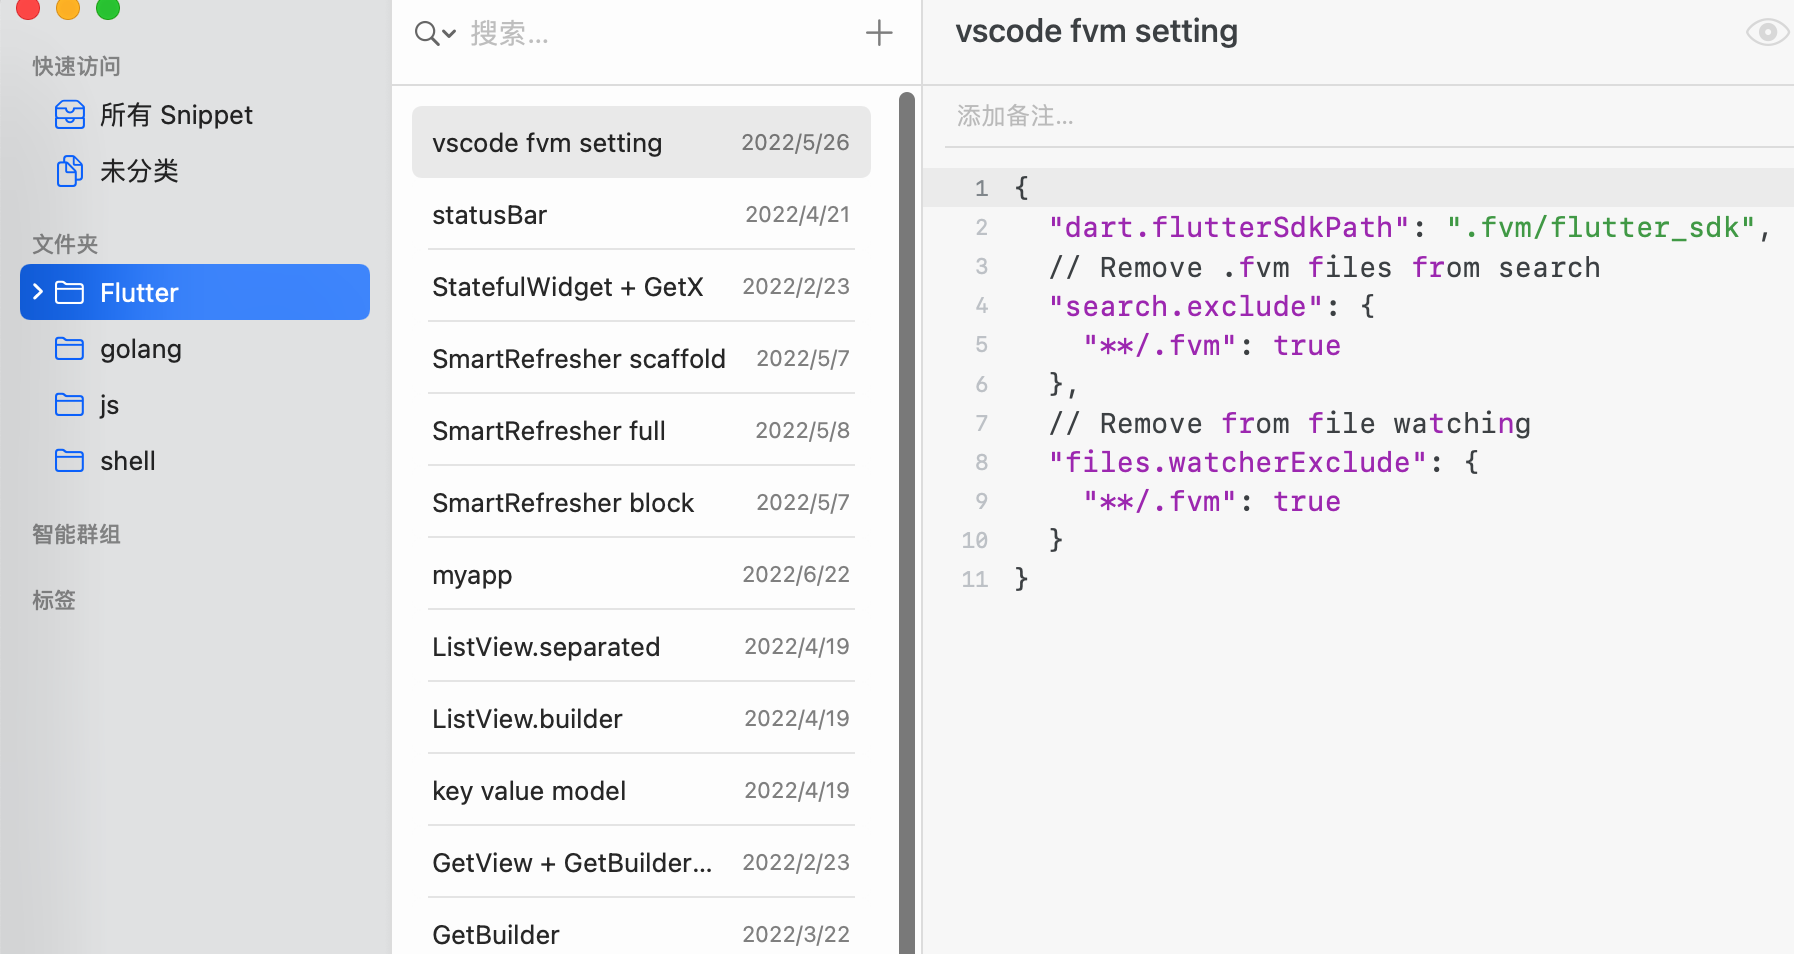 快速访问
所有 Snippet
未分类
文件夹
Flutter
golang
js
shell
智能群组
标签
搜索...
vscode fvm setting 2022/5/26
statusBar 2022/4/21
StatefulWidget + GetX 2022/2/23
SmartRefresher scaffold 2022/5/7
SmartRefresher full 2022/5/8
SmartRefresher block 2022/5/7
myapp 2022/6/22
ListView.separated 2022/4/19
ListView.builder 2022/4/19
key value model 2022/4/19
GetView + GetBuilder... 2022/2/23
GetBuilder 2022/3/22
vscode fvm setting
添加备注...
1 {
2   "dart.flutterSdkPath": ".fvm/flutter_sdk",
3   // Remove .fvm files from search
4   "search.exclude": {
5     "**/.fvm": true
6   },
7   // Remove from file watching
8   "files.watcherExclude": {
9     "**/.fvm": true
10   }
11 }